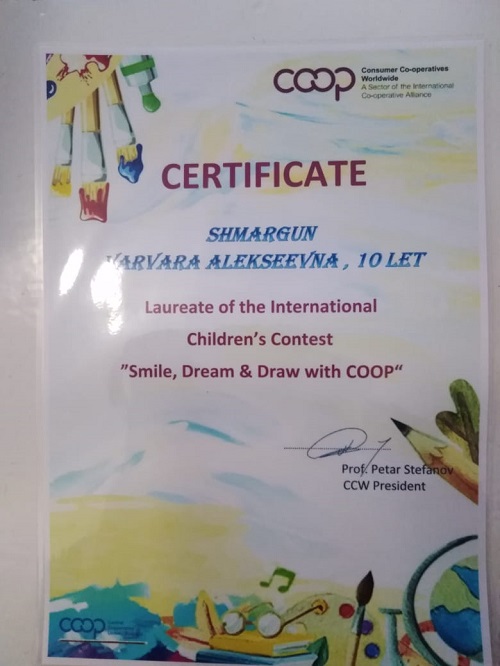 coop
Consumer Co-operatives
Worldwide
A Sector of the International
Co-operative Alliance
CERTIFICATE
SHMARGUN
VARVARA ALEKSEEVNA , 10 LET
Laureate of the International
Children's Contest
”Smile, Dream & Draw with COOP“
Prof. Petar Stefanov
CCW President
coop